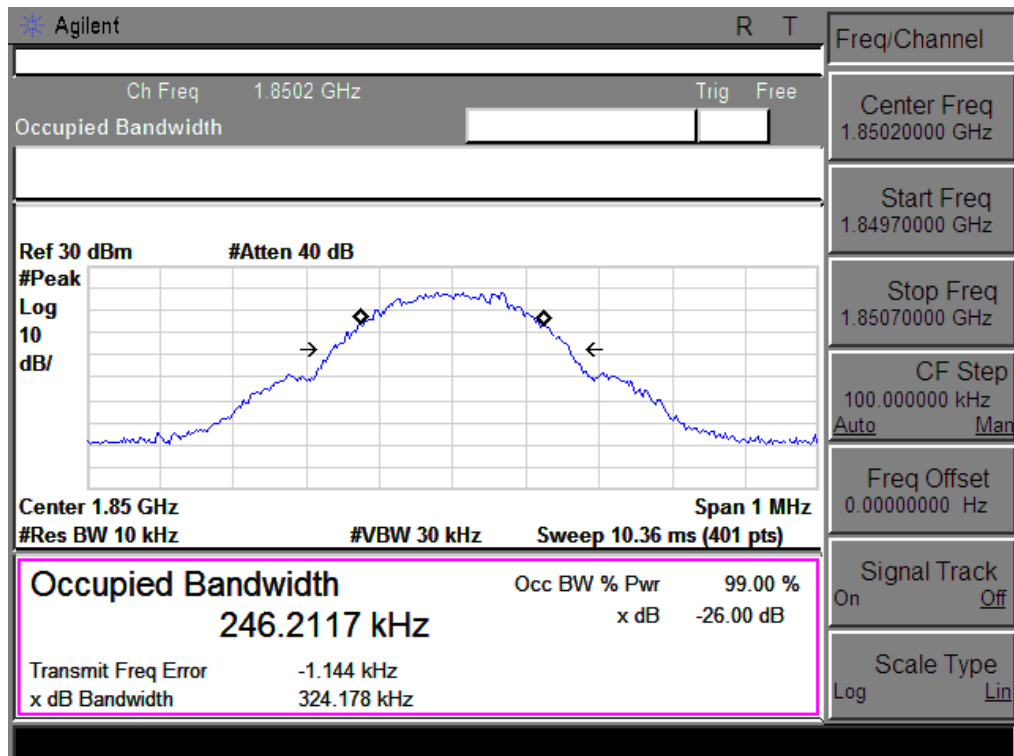 Agilent R T
Freq/Channel
Ch Freq 1.8502 GHz Trig Free
Occupied Bandwidth
Center Freq
1.85020000 GHz
Start Freq
1.84970000 GHz
Stop Freq
1.85070000 GHz
CF Step
100.000000 kHz
Auto Man
Freq Offset
0.00000000 Hz
Signal Track
On Off
Scale Type
Log Lin
Ref 30 dBm #Atten 40 dB
#Peak
Log
10
dB/
Center 1.85 GHz Span 1 MHz
#Res BW 10 kHz #VBW 30 kHz Sweep 10.36 ms (401 pts)
Occupied Bandwidth Occ BW % Pwr 99.00 %
246.2117 kHz x dB -26.00 dB
Transmit Freq Error -1.144 kHz
x dB Bandwidth 324.178 kHz